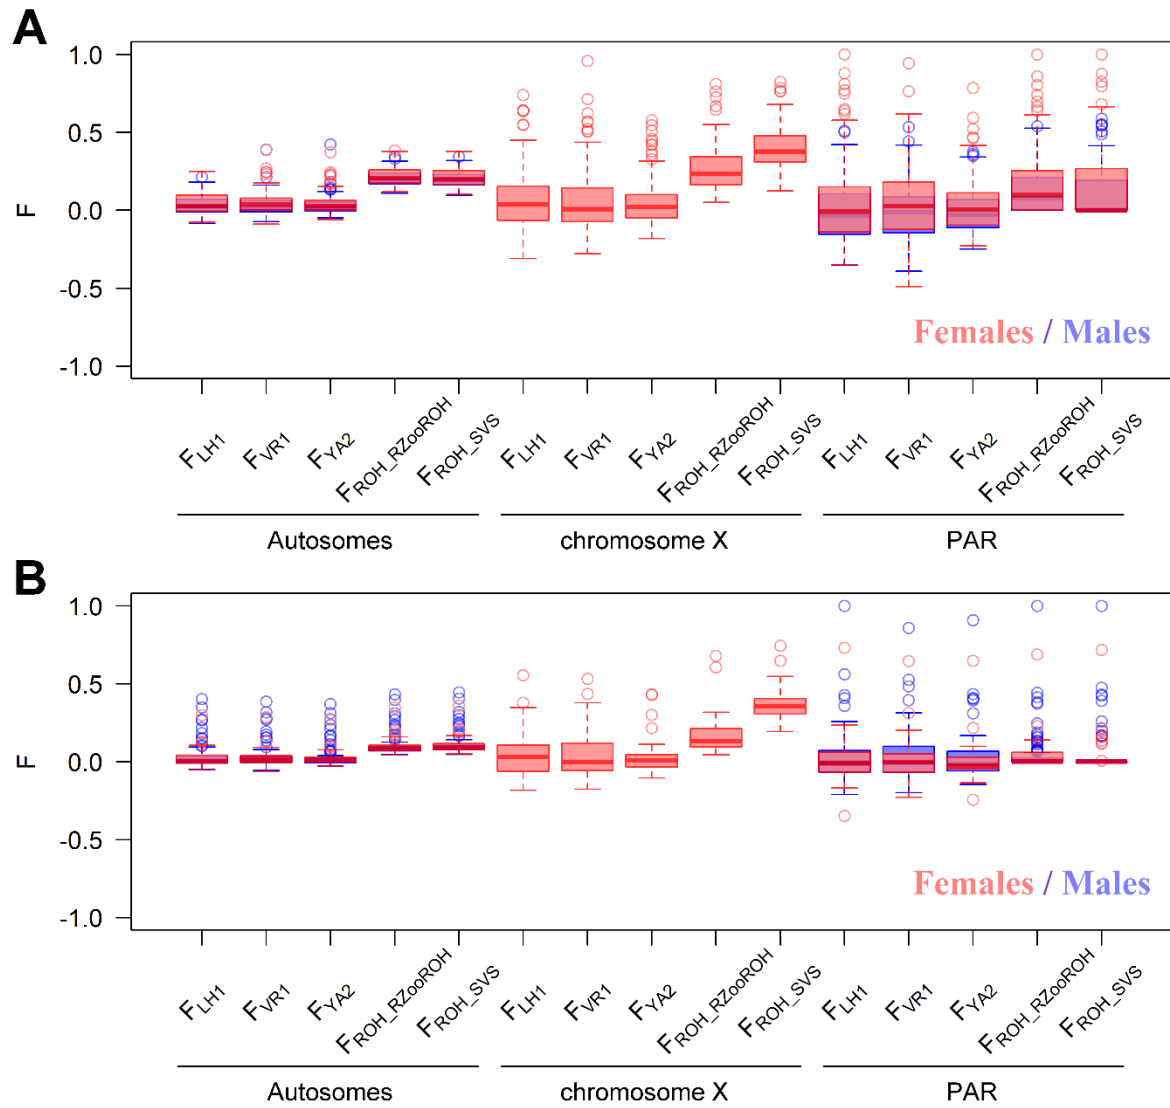 A
1.0
0.5
0.0
-0.5
-1.0
F
Females / Males
FLH1 FVR1 FYA2 FROH_RZooROH FROH_SVS FLH1 FVR1 FYA2 FROH_RZooROH FROH_SVS FLH1 FVR1 FYA2 FROH_RZooROH FROH_SVS
Autosomes chromosome X PAR
B
1.0
0.5
0.0
-0.5
-1.0
F
Females / Males
FLH1 FVR1 FYA2 FROH_RZooROH FROH_SVS FLH1 FVR1 FYA2 FROH_RZooROH FROH_SVS FLH1 FVR1 FYA2 FROH_RZooROH FROH_SVS
Autosomes chromosome X PAR